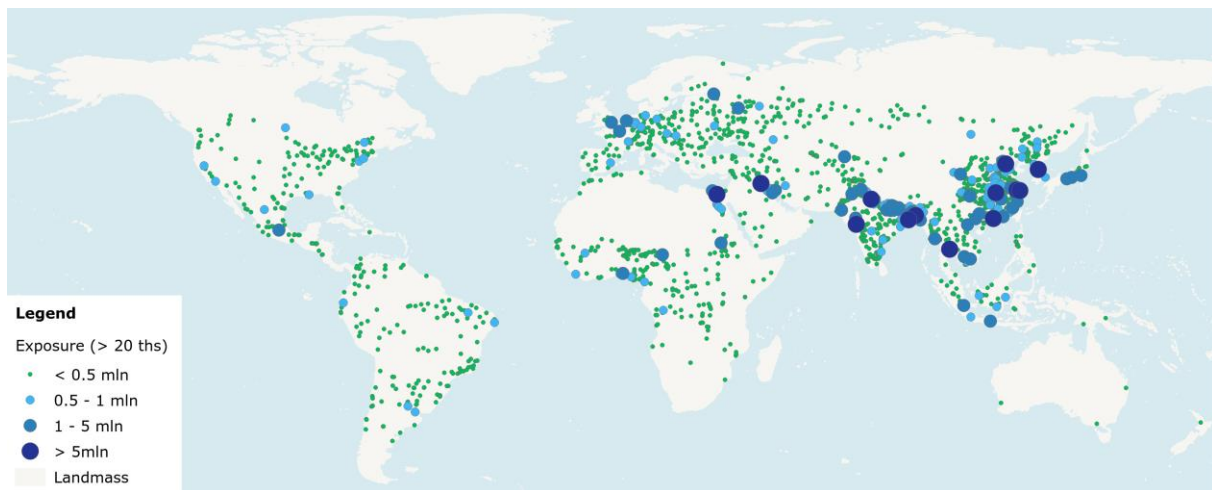 Legend
Exposure (> 20 ths)
< 0.5 mln
0.5 - 1 mln
1 - 5 mln
> 5mln
Landmass